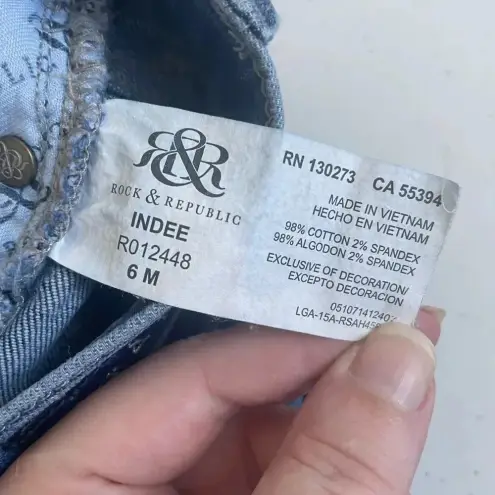 R&R
ROCK & REPUBLIC
INDEE
R012448
6 M
RN 130273 CA 55394
MADE IN VIETNAM
HECHO EN VIETNAM
98% COTTON 2% SPANDEX
98% ALGODON 2% SPANDEX
EXCLUSIVE OF DECORATION/
EXCEPTO DECORACION